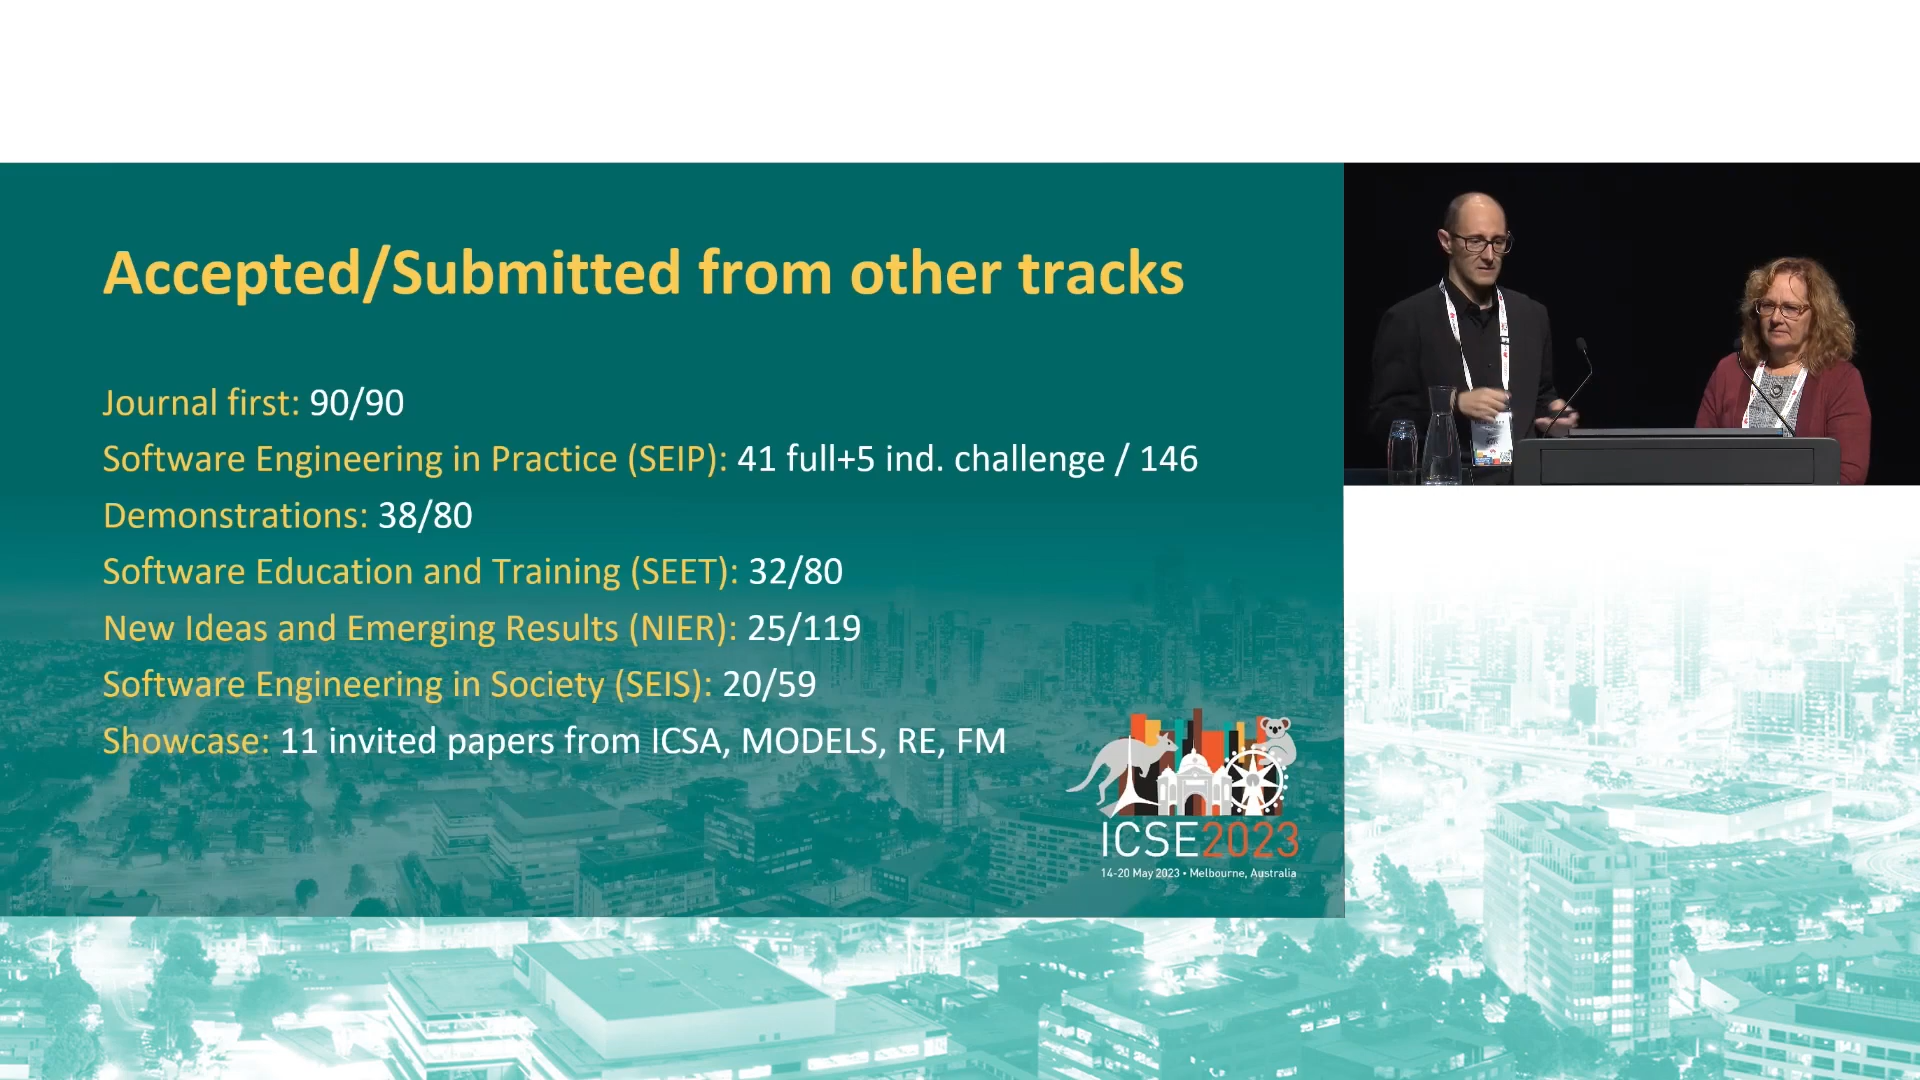 Accepted/Submitted from other tracks
Journal first: 90/90
Software Engineering in Practice (SEIP): 41 full+5 ind. challenge / 146
Demonstrations: 38/80
Software Education and Training (SEET): 32/80
New Ideas and Emerging Results (NIER): 25/119
Software Engineering in Society (SEIS): 20/59
Showcase: 11 invited papers from ICSA, MODELS, RE, FM
ICSE2023
14-20 May 2023 • Melbourne, Australia